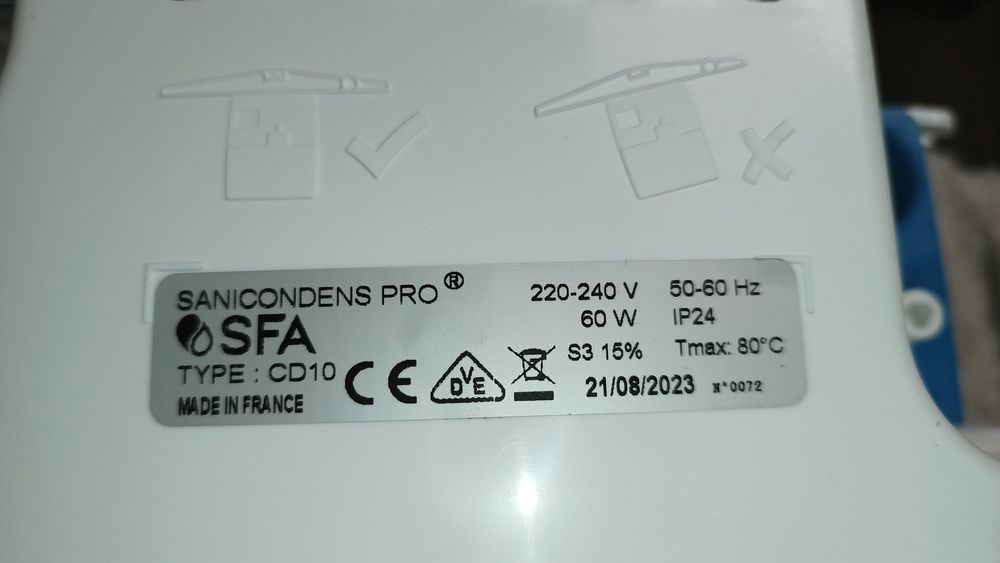 SANICONDENS PRO®
SFA
TYPE : CD10
MADE IN FRANCE
CE
DVE
220-240 V 50-60 Hz
60 W IP24
S3 15% Tmax: 80°C
21/08/2023 N°0072